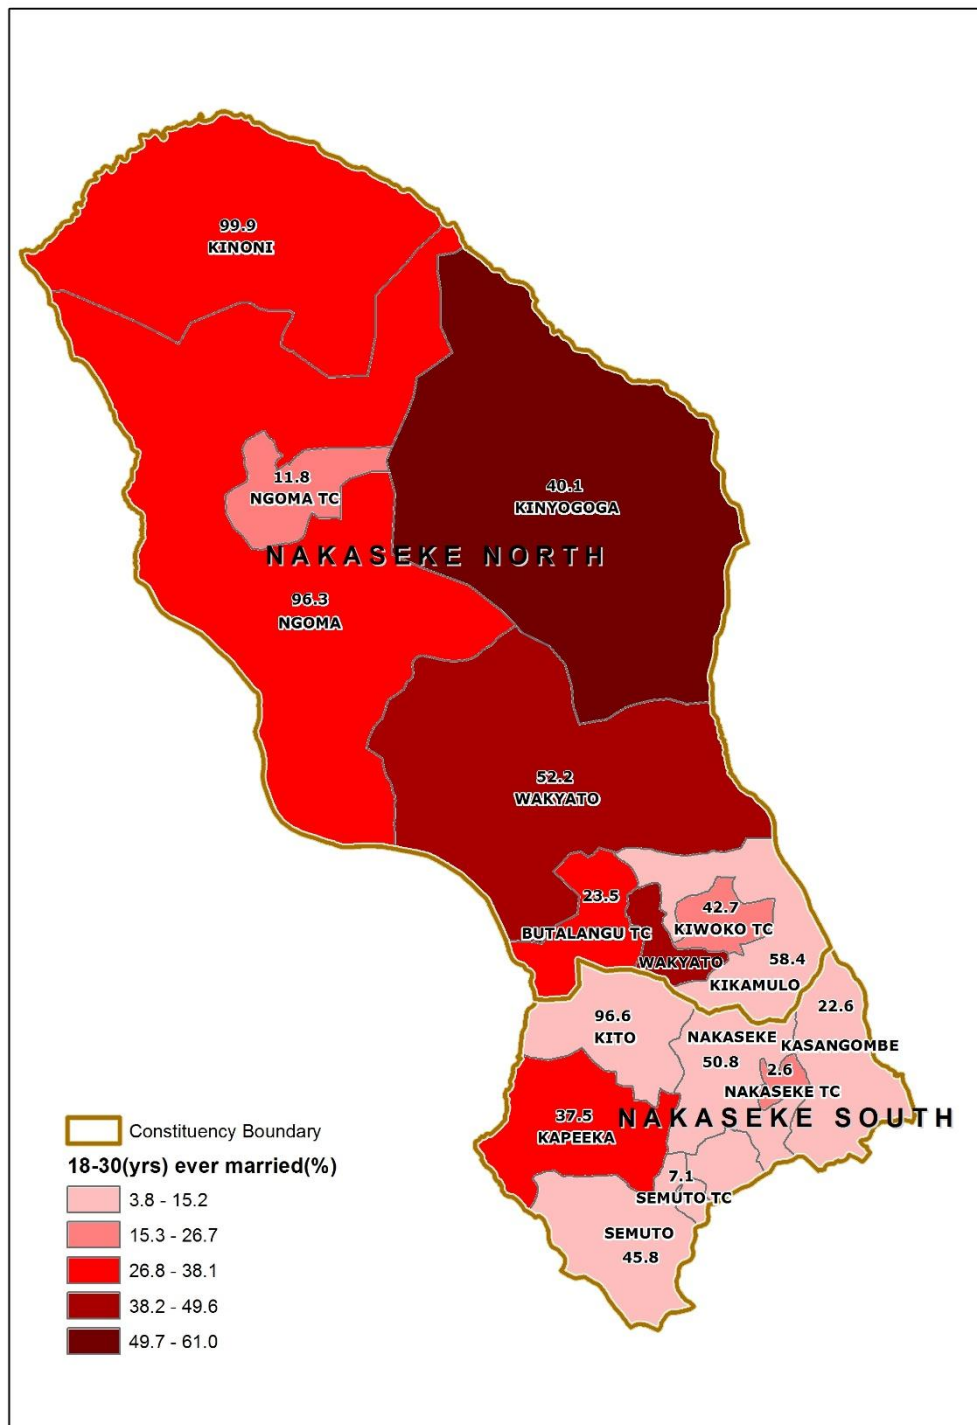 99.9
KINONI
11.8
NGOMA TC
40.1
KINYOGOGA
NAKASEKE NORTH
96.3
NGOMA
52.2
WAKYATO
23.5
BUTALANGU TC
42.7
KIWOKO TC
WAKYATO
58.4
KIKAMULO
22.6
KASANGOMBE
96.6
KITO
NAKASEKE
50.8
2.6
NAKASEKE TC
37.5
KAPEEKA
NAKASEKE SOUTH
7.1
SEMUTO TC
SEMUTO
45.8
Constituency Boundary
18-30(yrs) ever married(%)
3.8 - 15.2
15.3 - 26.7
26.8 - 38.1
38.2 - 49.6
49.7 - 61.0